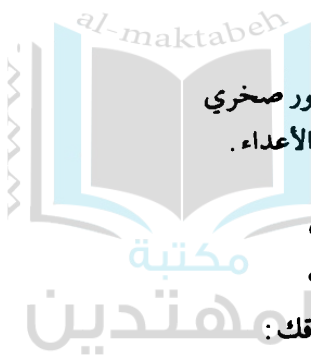 al-maktabeh
ور صخري
الأعداء .
مكتبة
المهتدين
قك :